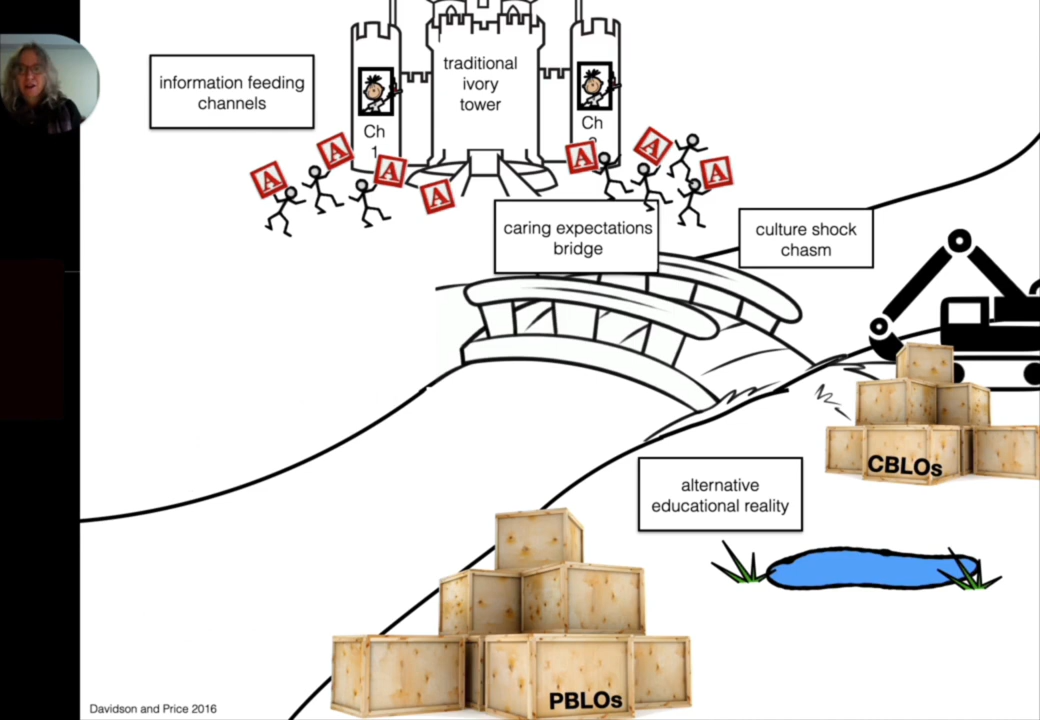 information feeding
channels
traditional
ivory
tower
Ch
1
Ch
A
A
A
A
A
A
A
caring expectations
bridge
culture shock
chasm
CBLOs
alternative
educational reality
PBLOs
Davidson and Price 2016